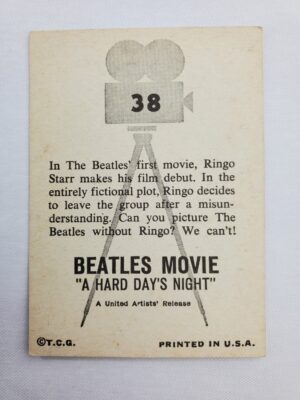 38
In The Beatles' first movie, Ringo
Starr makes his film debut. In the
entirely fictional plot, Ringo decides
to leave the group after a misun-
derstanding. Can you picture The
Beatles without Ringo? We can't!
BEATLES MOVIE
"A HARD DAY'S NIGHT"
A United Artists' Release
©T.C.G.
PRINTED IN U.S.A.